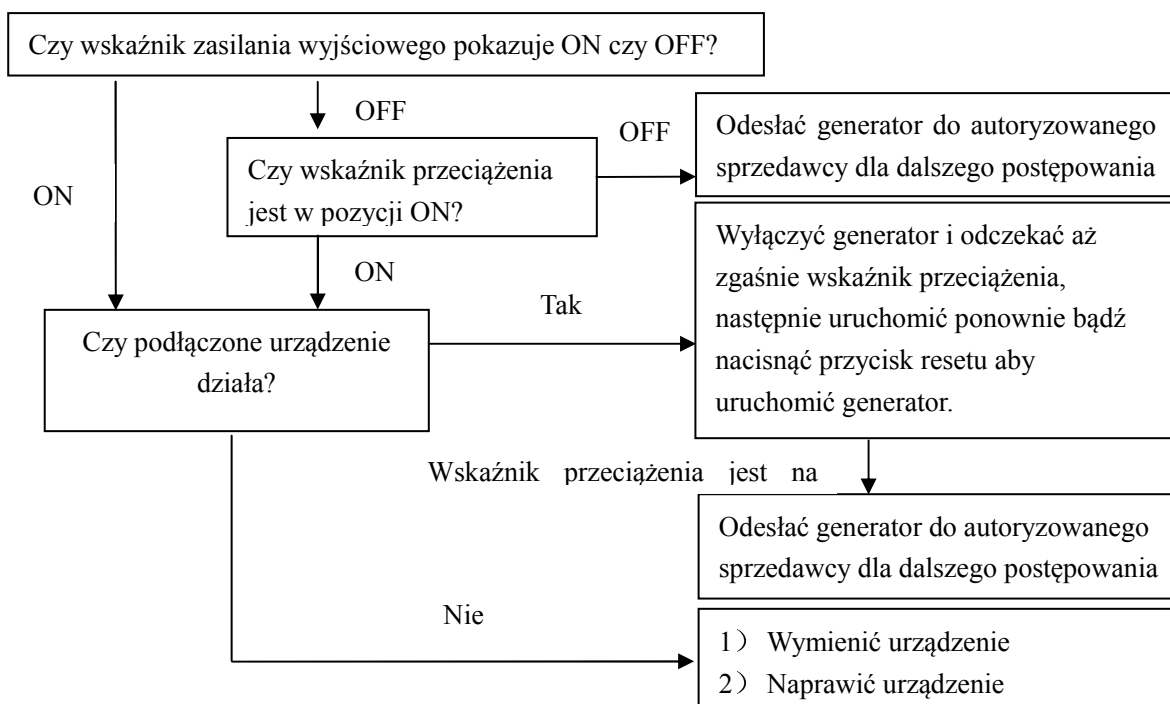 Czy wskaźnik zasilania wyjściowego pokazuje ON czy OFF?
OFF
OFF
Odesłać generator do autoryzowanego
sprzedawcy dla dalszego postępowania
ON
Czy wskaźnik przeciążenia
jest w pozycji ON?
ON
Wyłączyć generator i odczekać aż
zgaśnie wskaźnik przeciążenia,
następnie uruchomić ponownie bądź
nacisnąć przycisk resetu aby
uruchomić generator.
Tak
Czy podłączone urządzenie
działa?
Wskaźnik przeciążenia jest na
Odesłać generator do autoryzowanego
sprzedawcy dla dalszego postępowania
Nie
1） Wymienić urządzenie
2） Naprawić urządzenie